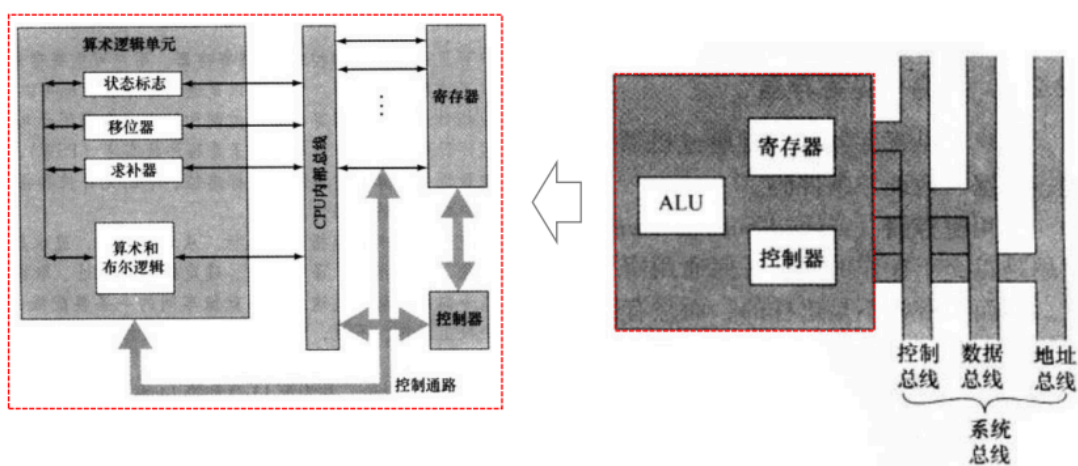 算术逻辑单元
状态标志
移位器
求补器
算术和
布尔逻辑
CPU内部总线
...
寄存器
控制器
控制通路
ALU
寄存器
控制器
控制
总线
数据
总线
地址
总线
系统
总线